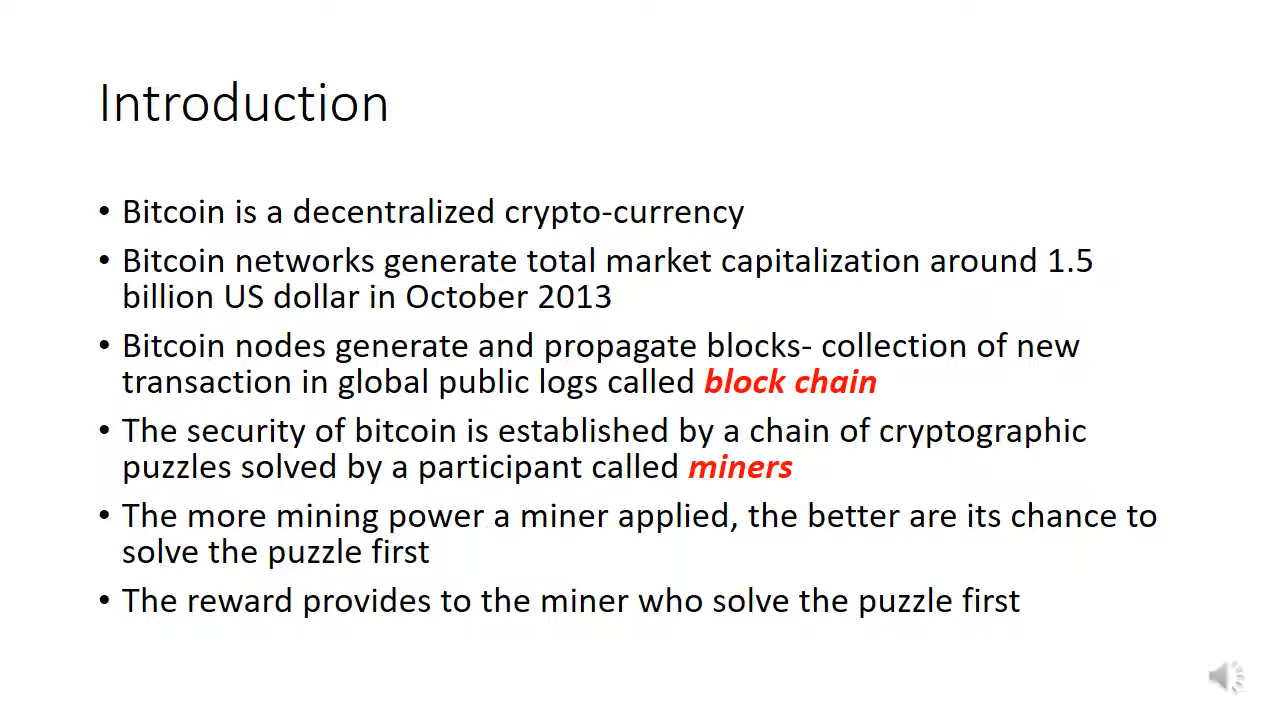 Introduction
• Bitcoin is a decentralized crypto-currency
• Bitcoin networks generate total market capitalization around 1.5
billion US dollar in October 2013
• Bitcoin nodes generate and propagate blocks- collection of new
transaction in global public logs called block chain
• The security of bitcoin is established by a chain of cryptographic
puzzles solved by a participant called miners
• The more mining power a miner applied, the better are its chance to
solve the puzzle first
• The reward provides to the miner who solve the puzzle first